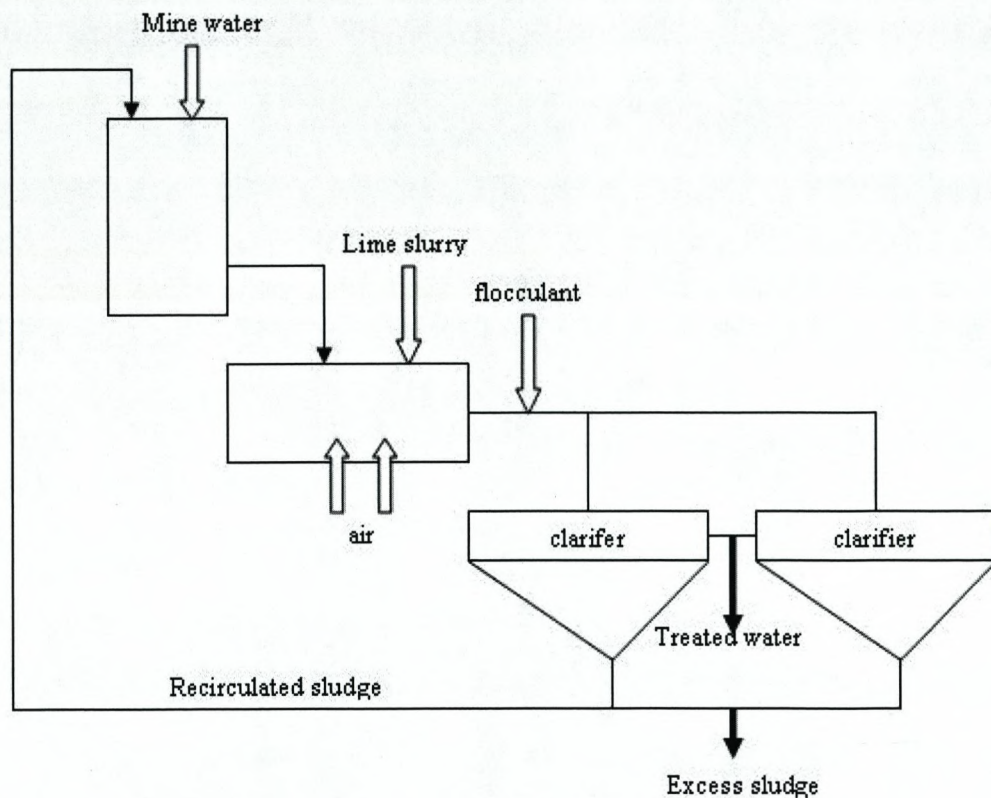 Mine water
Lime slurry
flocculant
air
clarifer
clarifier
Treated water
Recirculated sludge
Excess sludge